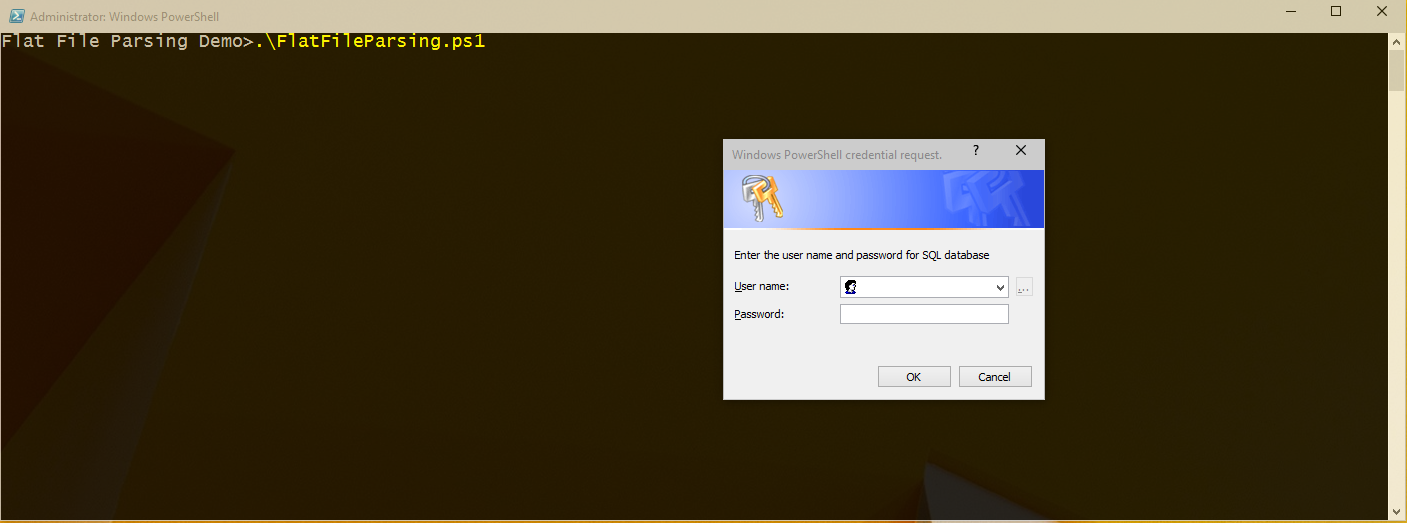 Administrator: Windows PowerShell
Flat File Parsing Demo>.\FlatFileParsing.ps1
Windows PowerShell credential request.
?
Enter the user name and password for SQL database
User name:
...
Password:
OK Cancel